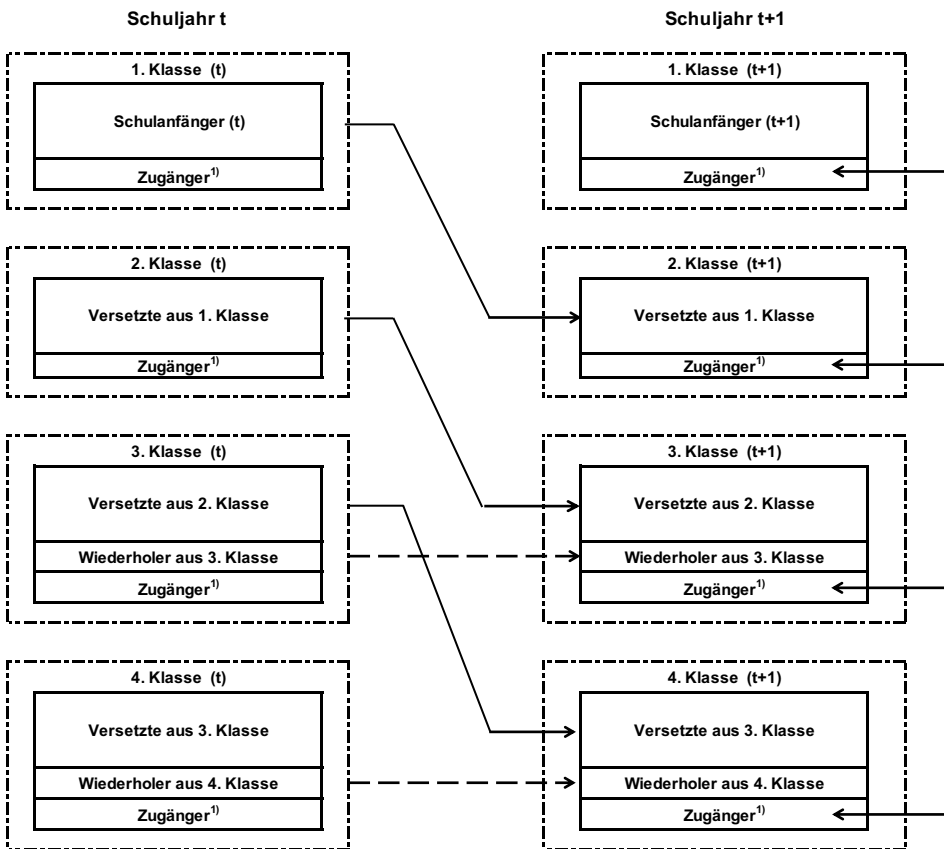 Schuljahr t
Schuljahr t+1
1. Klasse (t)
Schulanfänger (t)
Zugänger1)
1. Klasse (t+1)
Schulanfänger (t+1)
Zugänger1)
2. Klasse (t)
Versetzte aus 1. Klasse
Zugänger1)
2. Klasse (t+1)
Versetzte aus 1. Klasse
Zugänger1)
3. Klasse (t)
Versetzte aus 2. Klasse
Wiederholer aus 3. Klasse
Zugänger1)
3. Klasse (t+1)
Versetzte aus 2. Klasse
Wiederholer aus 3. Klasse
Zugänger1)
4. Klasse (t)
Versetzte aus 3. Klasse
Wiederholer aus 4. Klasse
Zugänger1)
4. Klasse (t+1)
Versetzte aus 3. Klasse
Wiederholer aus 4. Klasse
Zugänger1)